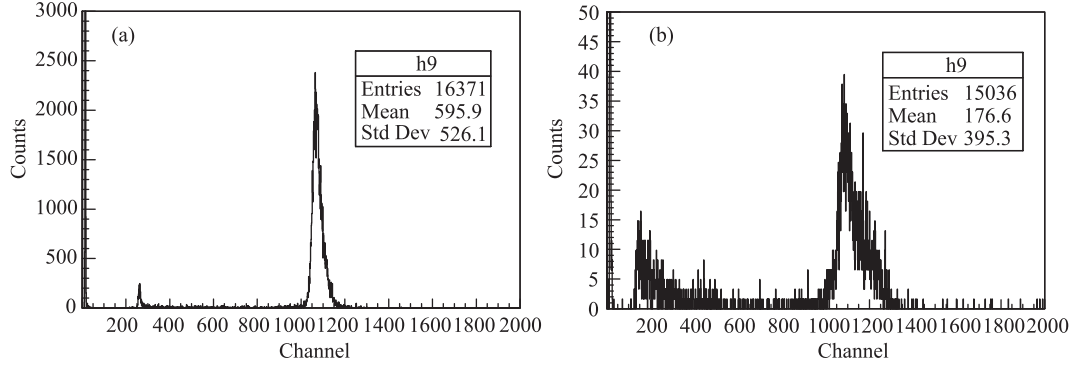 (a)
3000
2500
2000
1500
1000
500
0
Counts
h9
Entries 16371
Mean 595.9
Std Dev 526.1
200 400 600 800 1000 1200 1400 1600 1800 2000
Channel
(b)
50
45
40
35
30
25
20
15
10
5
0
Counts
h9
Entries 15036
Mean 176.6
Std Dev 395.3
200 400 600 800 1000 1200 1400 1600 1800 2000
Channel